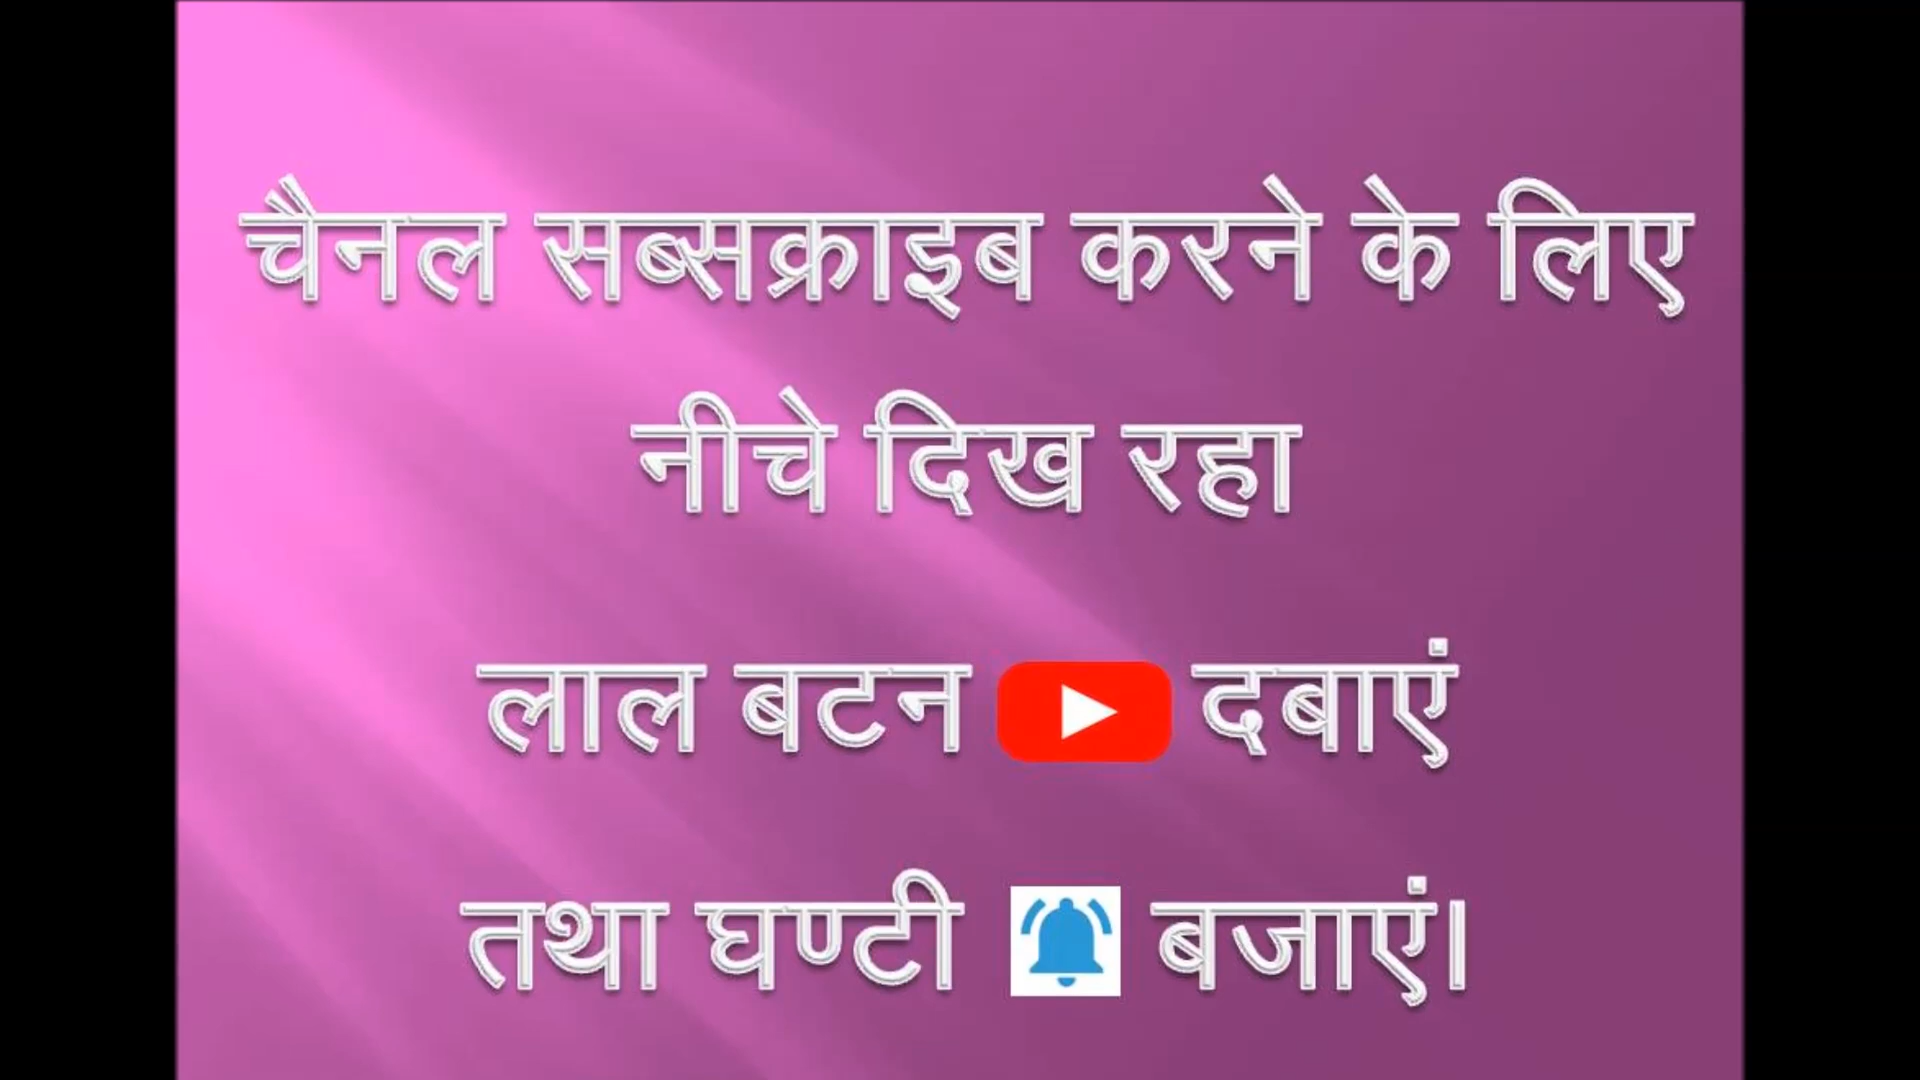 चैनल सब्सक्राइब करने के लिए
नीचे दिख रहा
लाल बटन दबाएं
तथा घण्टी बजाएं।